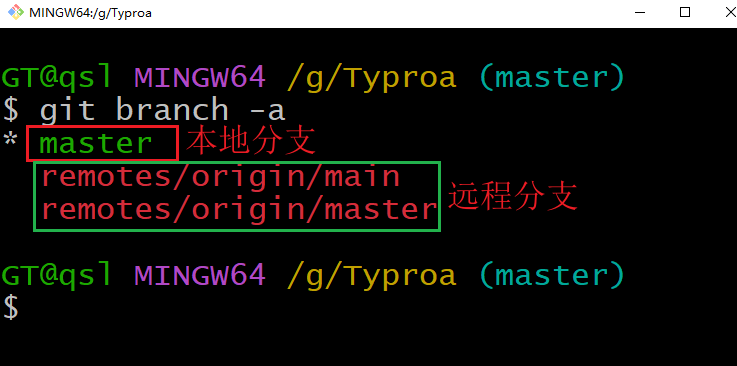 MINGW64:/g/Typroa
GT@qsl MINGW64 /g/Typroa (master)
$ git branch -a
* master 本地分支
remotes/origin/main
remotes/origin/master 远程分支
GT@qsl MINGW64 /g/Typroa (master)
$